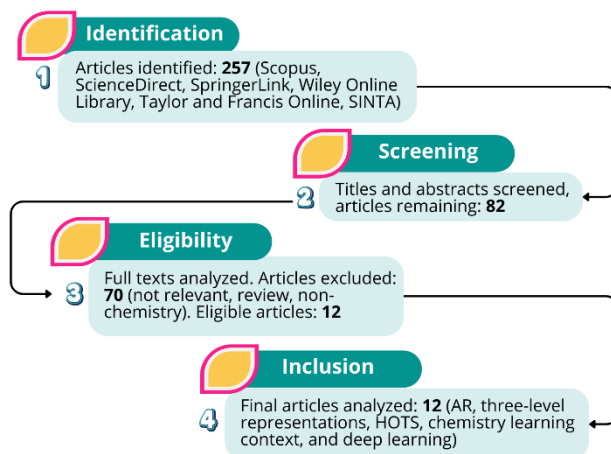 Identification
1
Articles identified: 257 (Scopus,
ScienceDirect, SpringerLink, Wiley Online
Library, Taylor and Francis Online, SINTA)
Screening
2
Titles and abstracts screened,
articles remaining: 82
Eligibility
3
Full texts analyzed. Articles excluded:
70 (not relevant, review, non-
chemistry). Eligible articles: 12
Inclusion
4
Final articles analyzed: 12 (AR, three-level
representations, HOTS, chemistry learning
context, and deep learning)